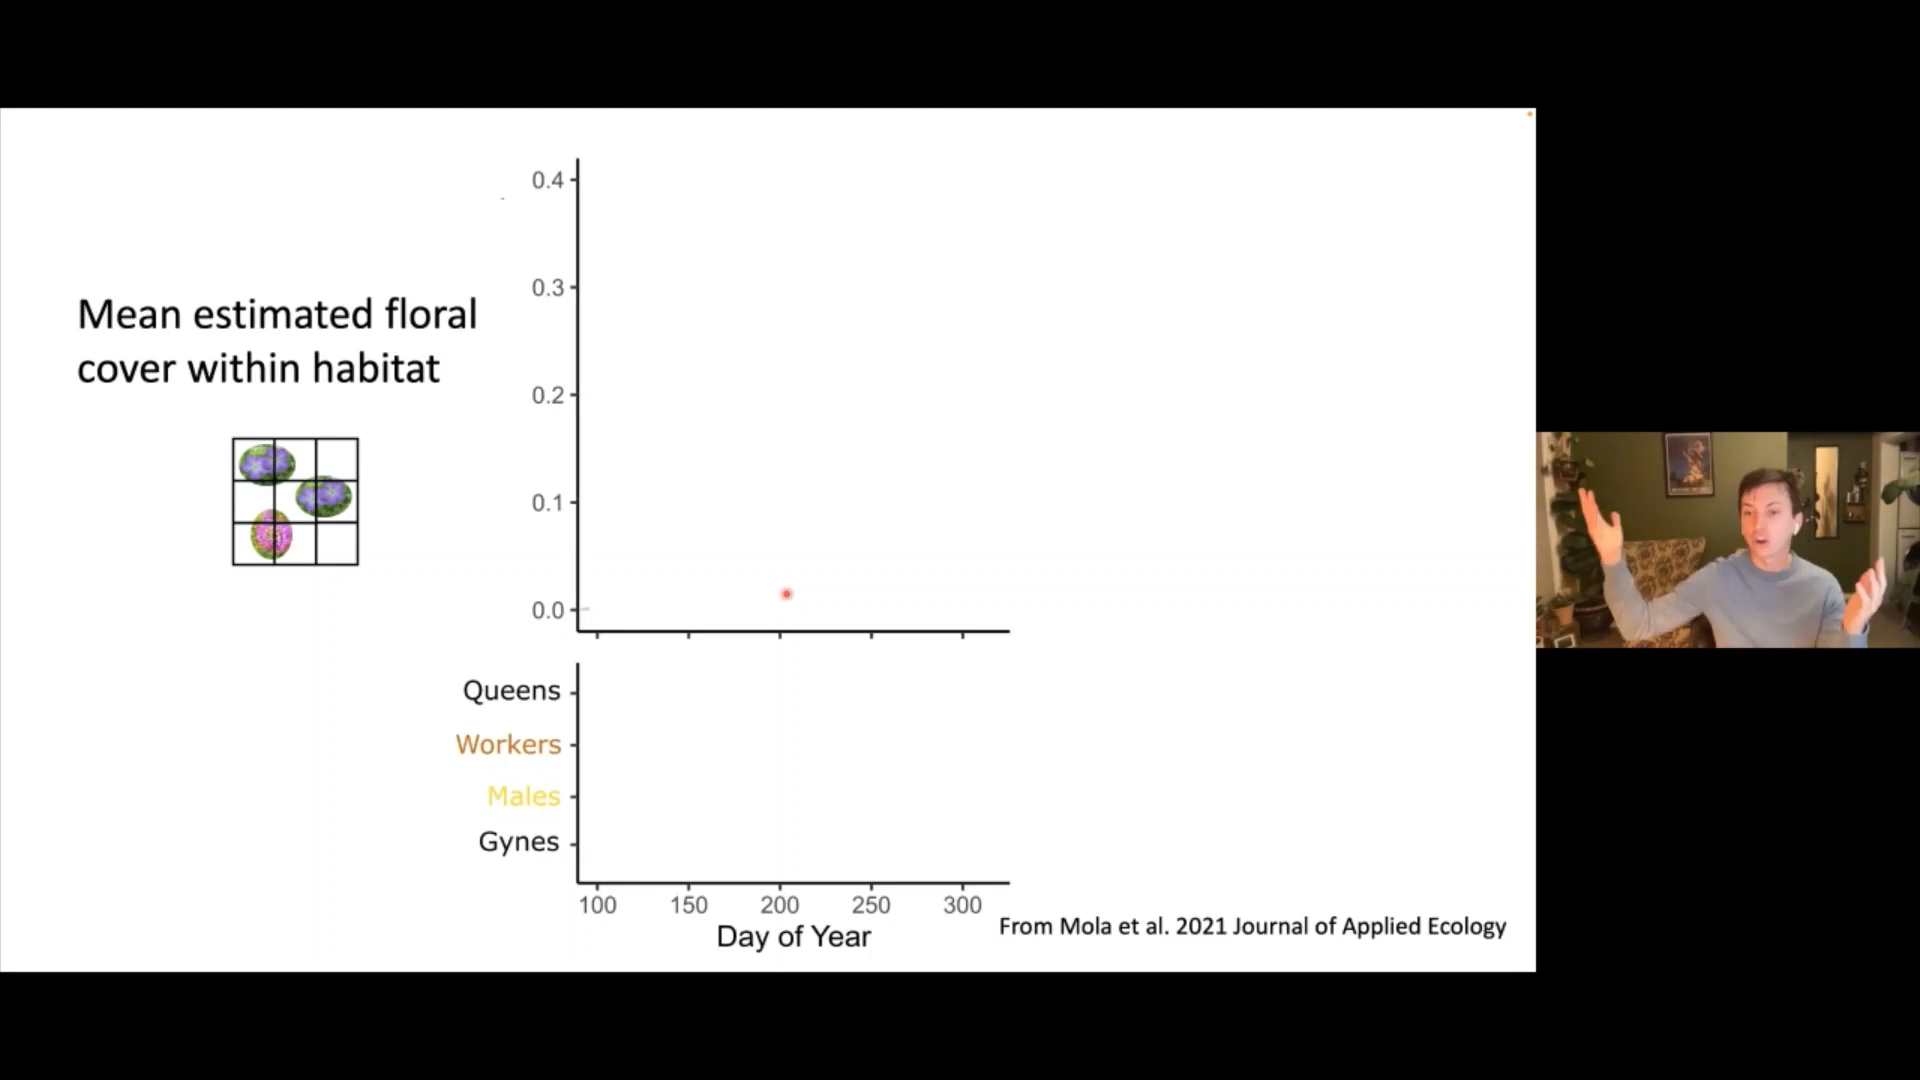 Mean estimated floral
cover within habitat
0.4
0.3
0.2
0.1
0.0
Queens
Workers
Males
Gynes
100 150 200 250 300
Day of Year
From Mola et al. 2021 Journal of Applied Ecology